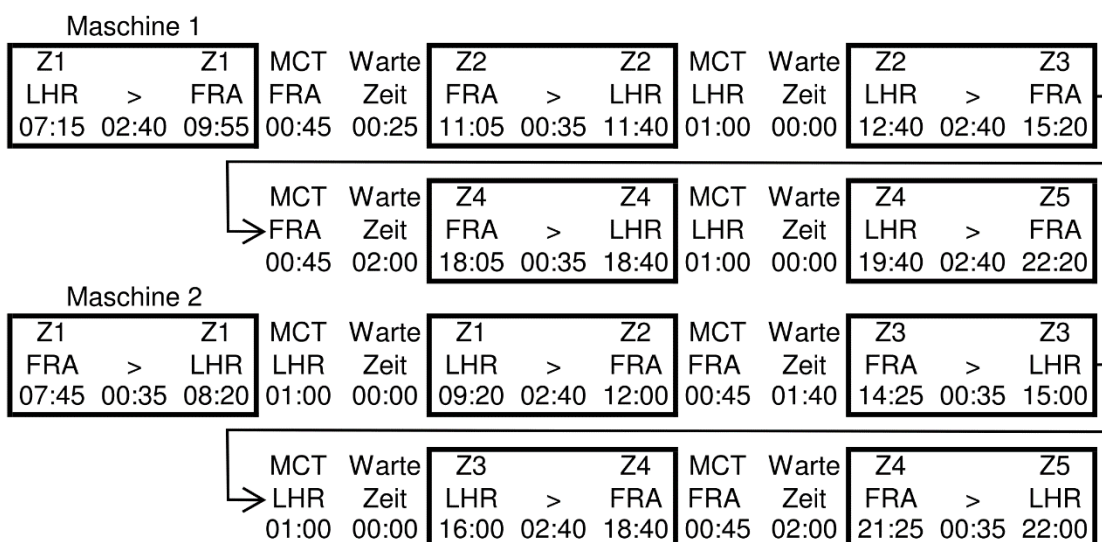 Maschine 1
Z1 Z1 MCT Warte Z2 Z2 MCT Warte Z2 Z3
LHR > FRA FRA Zeit FRA > LHR LHR Zeit LHR > FRA
07:15 02:40 09:55 00:45 00:25 11:05 00:35 11:40 01:00 00:00 12:40 02:40 15:20
MCT Warte Z4 Z4 MCT Warte Z4 Z5
FRA Zeit FRA > LHR LHR Zeit LHR > FRA
00:45 02:00 18:05 00:35 18:40 01:00 00:00 19:40 02:40 22:20
Maschine 2
Z1 Z1 MCT Warte Z1 Z2 MCT Warte Z3 Z3
FRA > LHR LHR Zeit LHR > FRA FRA Zeit FRA > LHR
07:45 00:35 08:20 01:00 00:00 09:20 02:40 12:00 00:45 01:40 14:25 00:35 15:00
MCT Warte Z3 Z4 MCT Warte Z4 Z5
LHR Zeit LHR > FRA FRA Zeit FRA > LHR
01:00 00:00 16:00 02:40 18:40 00:45 02:00 21:25 00:35 22:00